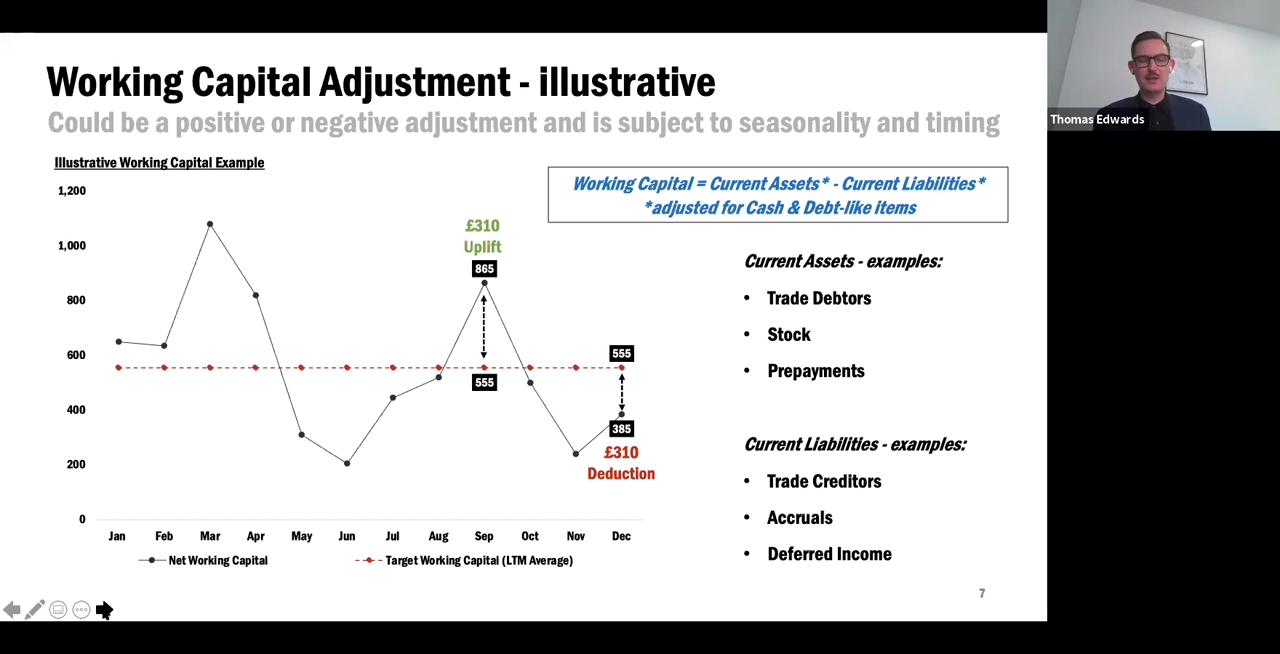 Working Capital Adjustment - illustrative
Could be a positive or negative adjustment and is subject to seasonality and timing
Illustrative Working Capital Example
Working Capital = Current Assets* - Current Liabilities*
*adjusted for Cash & Debt-like items
1,200
1,000
800
600
400
200
0
£310
Uplift
865
555
555
385
£310
Deduction
Jan Feb Mar Apr May Jun Jul Aug Sep Oct Nov Dec
Net Working Capital
Target Working Capital (LTM Average)
Current Assets - examples:
• Trade Debtors
• Stock
• Prepayments
Current Liabilities - examples:
• Trade Creditors
• Accruals
• Deferred Income
7
Thomas Edwards